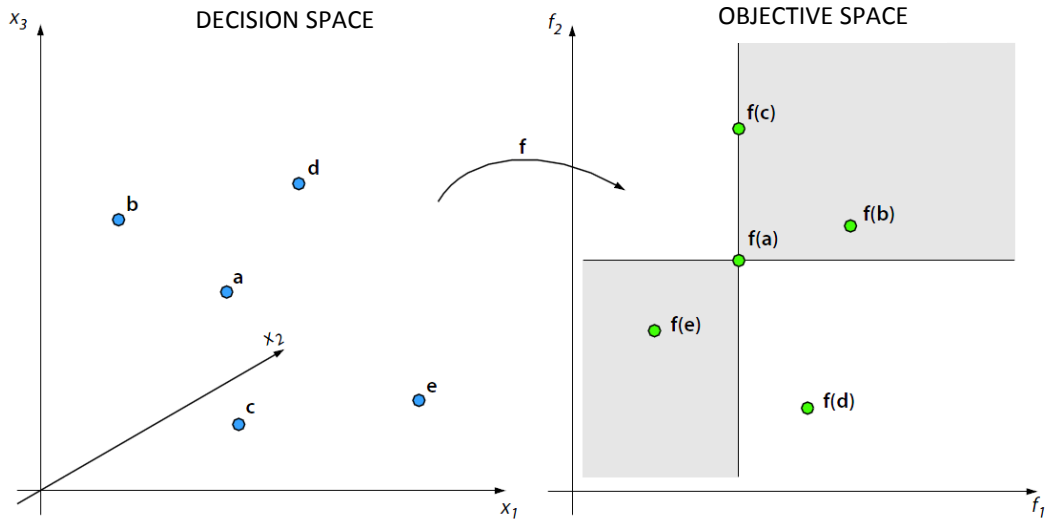 DECISION SPACE
x3
d
b
a
x2
e
c
x1
f
OBJECTIVE SPACE
f2
f(c)
f(b)
f(a)
f(e)
f(d)
f1